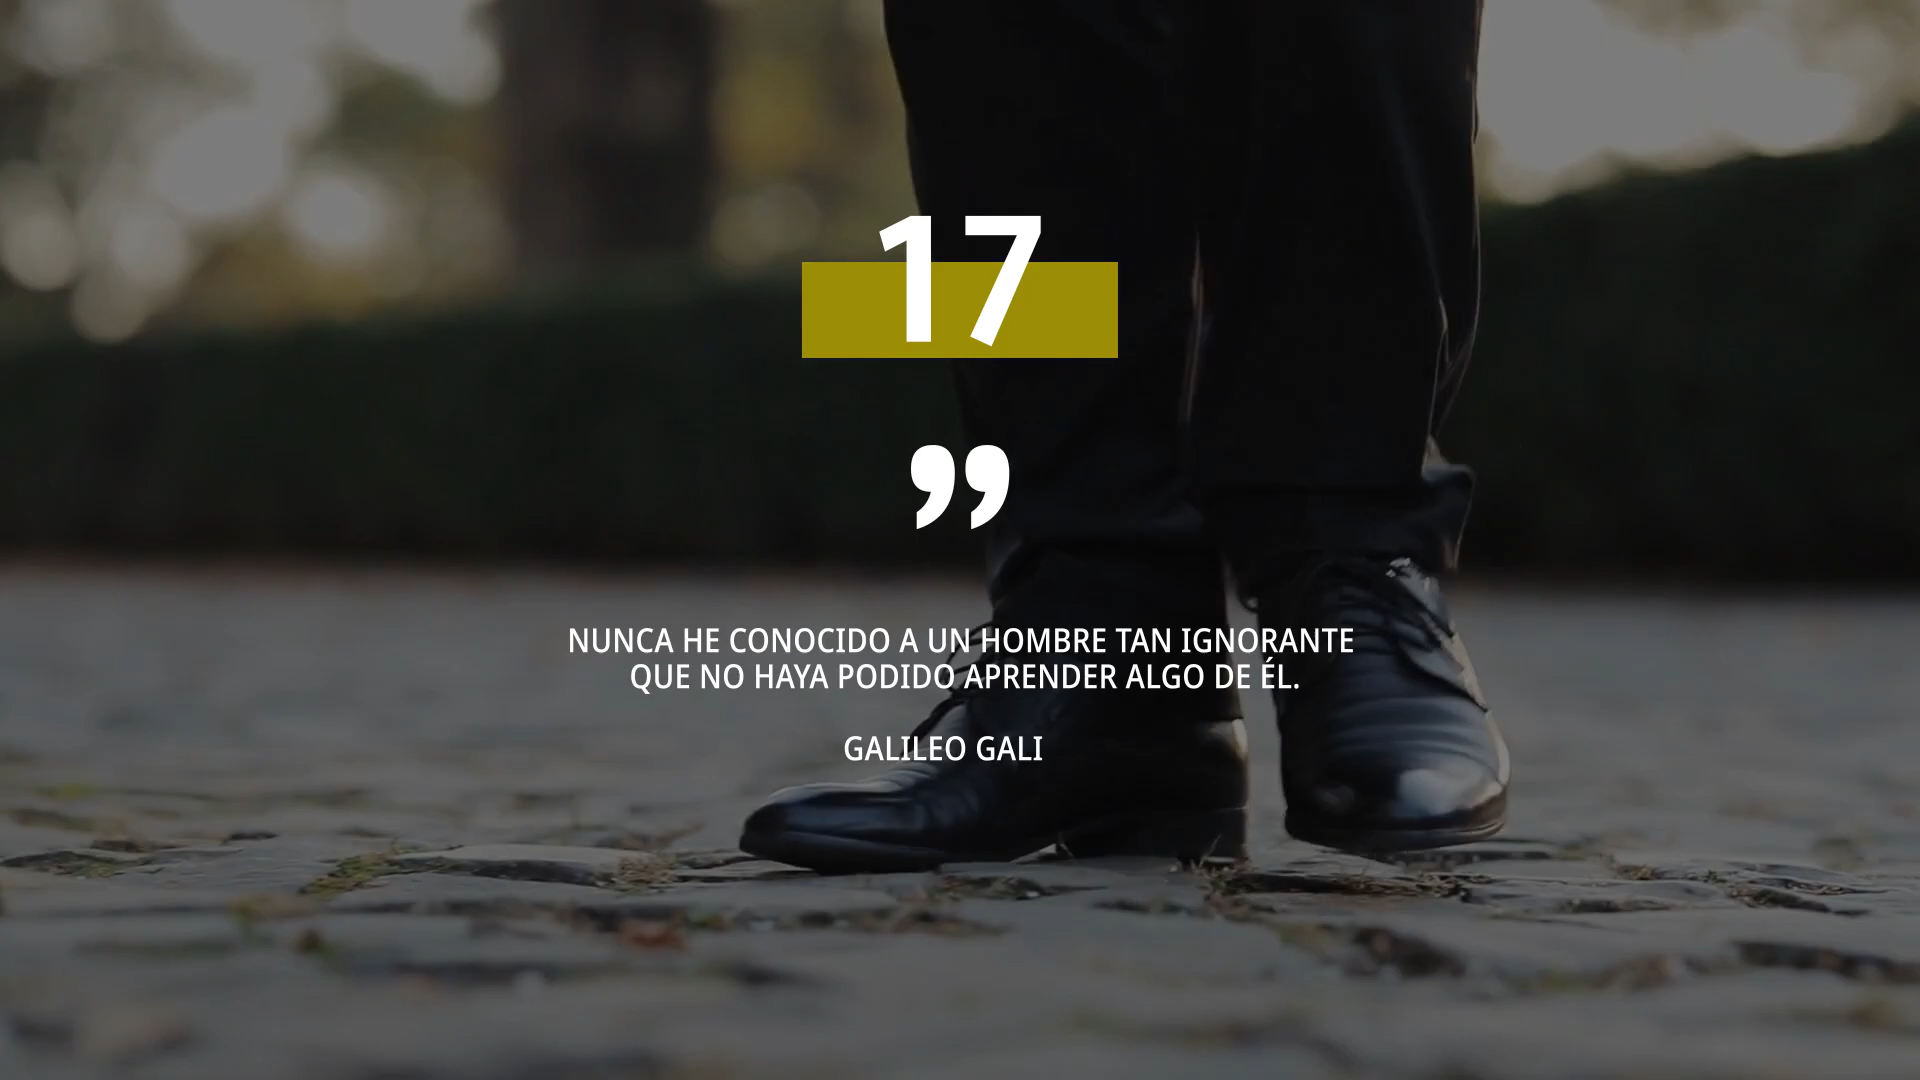 17
”
NUNCA HE CONOCIDO A UN HOMBRE TAN IGNORANTE
QUE NO HAYA PODIDO APRENDER ALGO DE ÉL.
GALILEO GALI